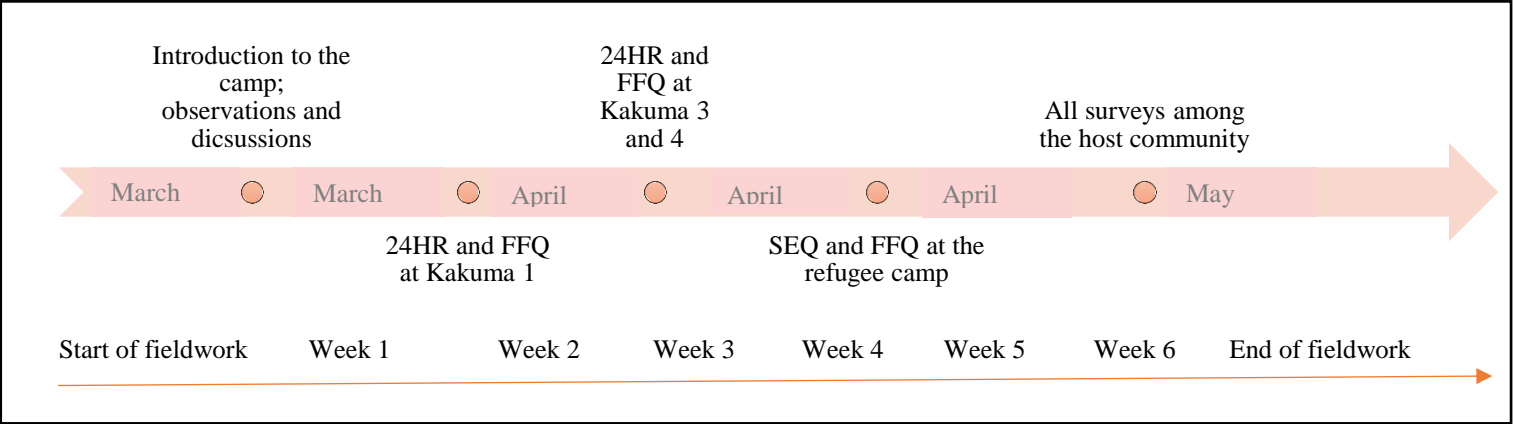 Introduction to the
camp;
observations and
dicsussions
24HR and
FFQ at
Kakuma 3
and 4
All surveys among
the host community
March
March
April
April
April
May
24HR and FFQ
at Kakuma 1
SEQ and FFQ at the
refugee camp
Start of fieldwork
Week 1
Week 2
Week 3
Week 4
Week 5
Week 6
End of fieldwork